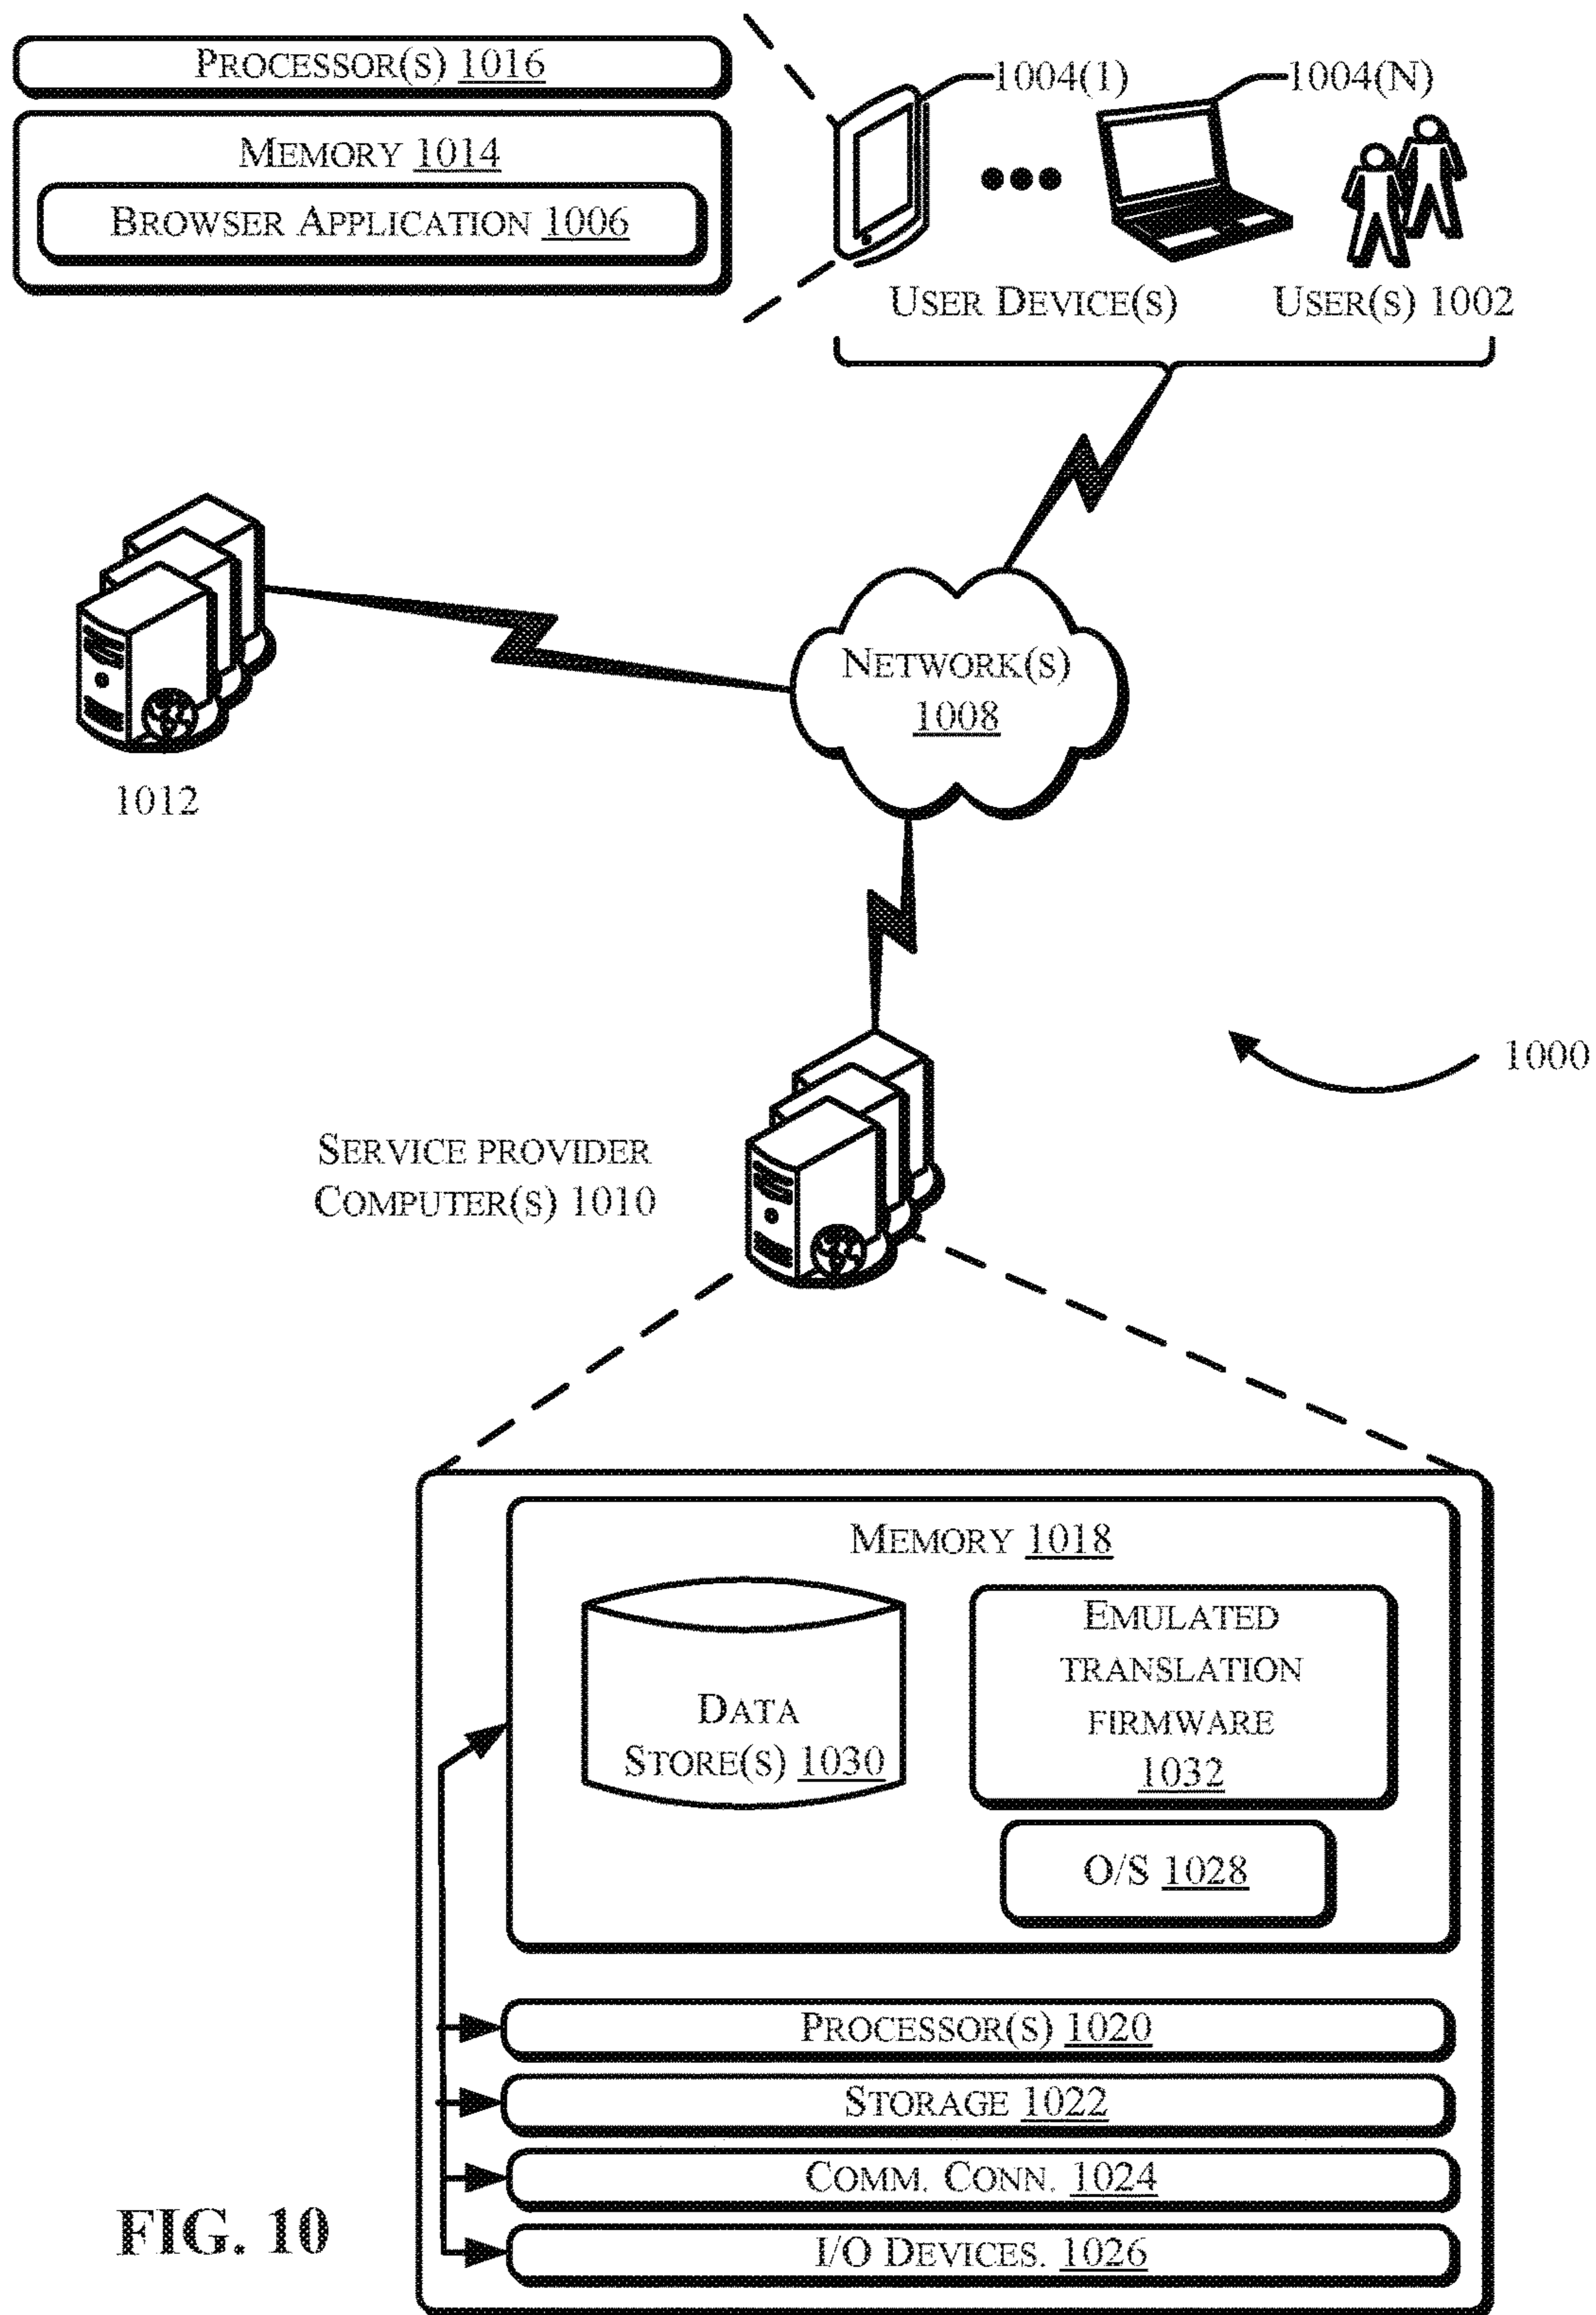 PROCESSOR(S) 1016
MEMORY 1014
BROWSER APPLICATION 1006
1004(1)
1004(N)
USER DEVICE(S)
USER(S) 1002
NETWORK(S)
1008
1012
1000
SERVICE PROVIDER
COMPUTER(S) 1010
MEMORY 1018
DATA
STORE(S) 1030
EMULATED
TRANSLATION
FIRMWARE
1032
O/S 1028
PROCESSOR(S) 1020
STORAGE 1022
COMM. CONN. 1024
I/O DEVICES. 1026
FIG. 10